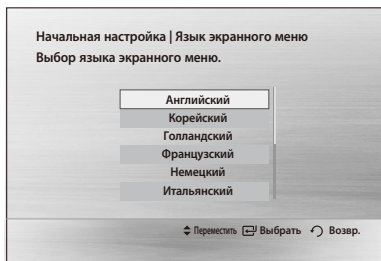 Начальная настройка | Язык экранного меню
Выбор языка экранного меню.
Английский
Корейский
Голландский
Французский
Немецкий
Итальянский
Переместить Выбрать Возвр.